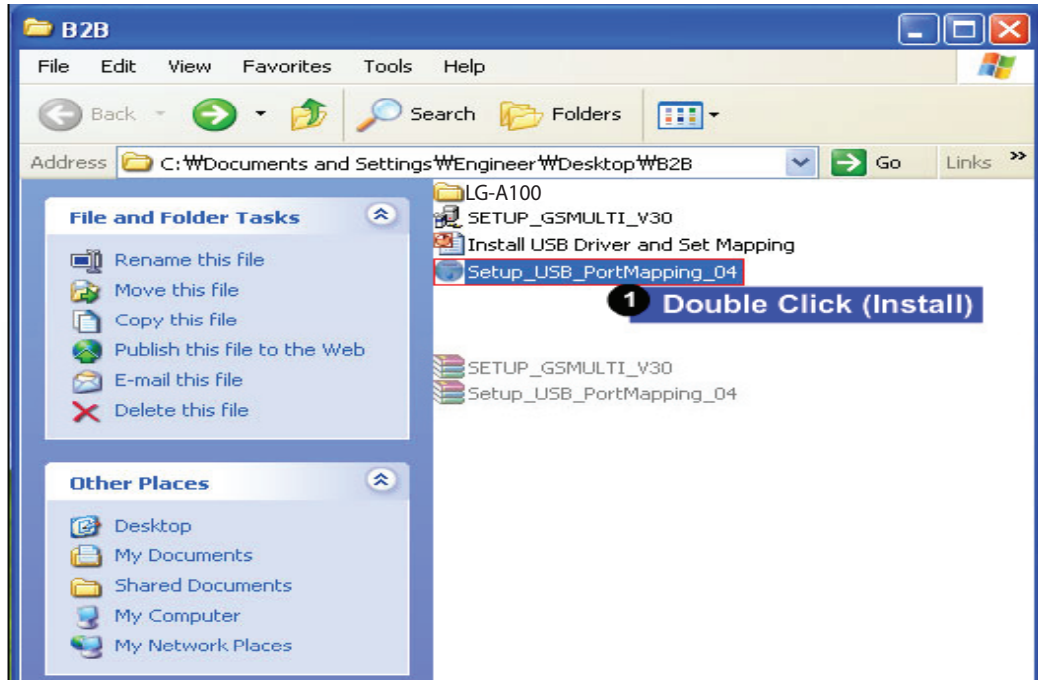 B2B
File Edit View Favorites Tools Help
Back Search Folders
Address C:₩Documents and Settings₩Engineer₩Desktop₩B2B Go Links »
File and Folder Tasks
Rename this file
Move this file
Copy this file
Publish this file to the Web
E-mail this file
Delete this file
Other Places
Desktop
My Documents
Shared Documents
My Computer
My Network Places
LG-A100
SETUP_GSMULTI_V30
Install USB Driver and Set Mapping
Setup_USB_PortMapping_04
1 Double Click (Install)
SETUP_GSMULTI_V30
Setup_USB_PortMapping_04